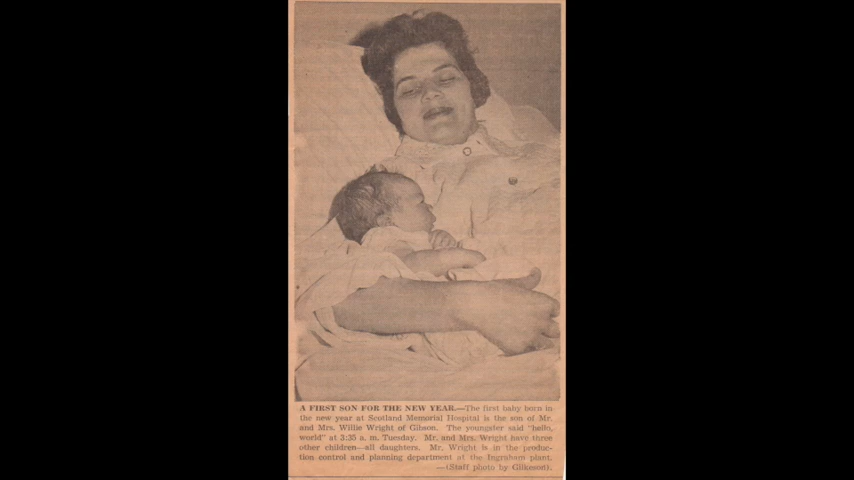 A FIRST SON FOR THE NEW YEAR.—The first baby born in
the new year at Scotland Memorial Hospital is the son of Mr.
and Mrs. Willie Wright of Gibson. The youngster said "hello,
world" at 3:35 a. m. Tuesday. Mr. and Mrs. Wright have three
other children—all daughters. Mr. Wright is in the produc-
tion control and planning department at the Ingraham plant.
—(Staff photo by Gilkeson).